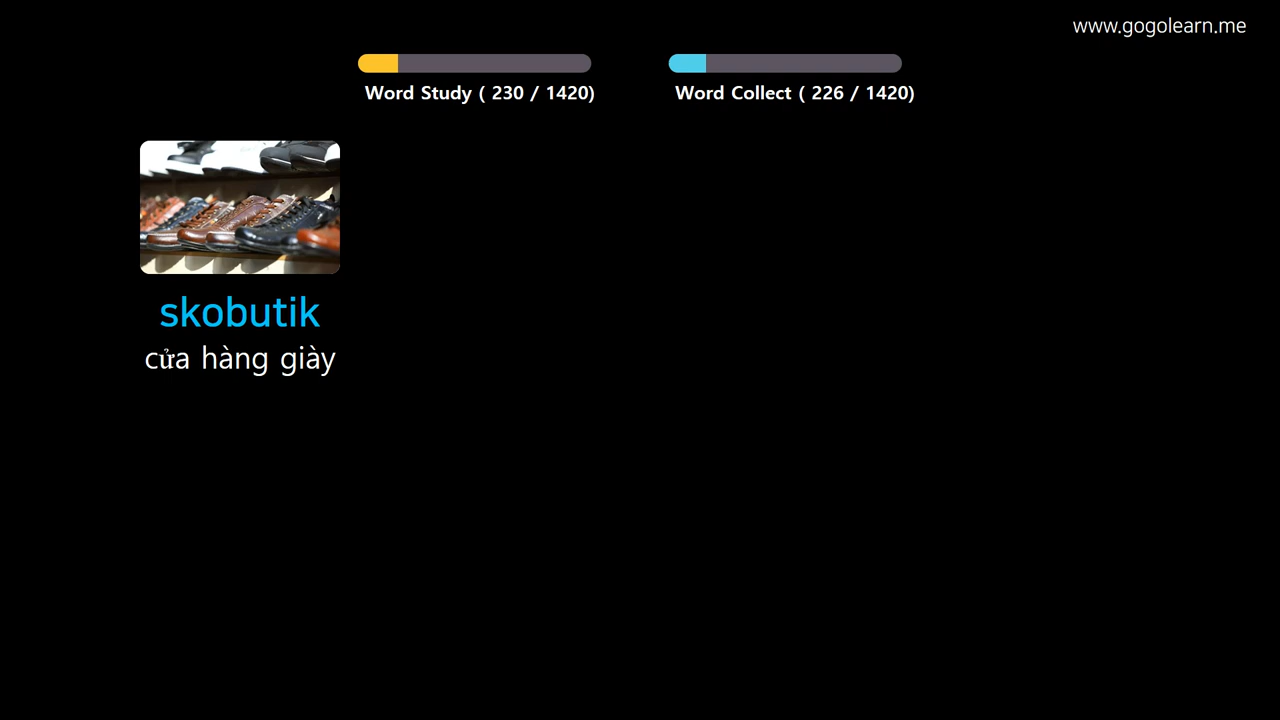 www.gogolearn.me
Word Study ( 230 / 1420)
Word Collect ( 226 / 1420)
skobutik
cửa hàng giày